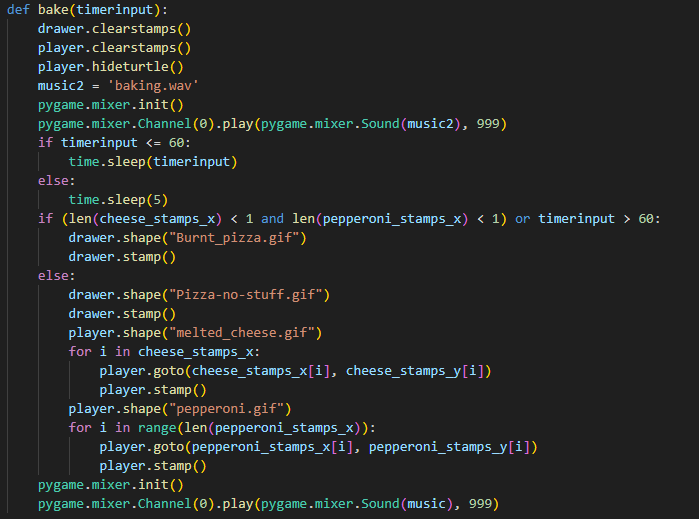 def bake(timerinput):
    drawer.clearstamps()
    player.clearstamps()
    player.hideturtle()
    music2 = 'baking.wav'
    pygame.mixer.init()
    pygame.mixer.Channel(0).play(pygame.mixer.Sound(music2), 999)
    if timerinput <= 60:
        time.sleep(timerinput)
    else:
        time.sleep(5)
    if (len(cheese_stamps_x) < 1 and len(pepperoni_stamps_x) < 1) or timerinput > 60:
        drawer.shape("Burnt_pizza.gif")
        drawer.stamp()
    else:
        drawer.shape("Pizza-no-stuff.gif")
        drawer.stamp()
        player.shape("melted_cheese.gif")
        for i in cheese_stamps_x:
            player.goto(cheese_stamps_x[i], cheese_stamps_y[i])
            player.stamp()
        player.shape("pepperoni.gif")
        for i in range(len(pepperoni_stamps_x)):
            player.goto(pepperoni_stamps_x[i], pepperoni_stamps_y[i])
            player.stamp()
    pygame.mixer.init()
    pygame.mixer.Channel(0).play(pygame.mixer.Sound(music), 999)